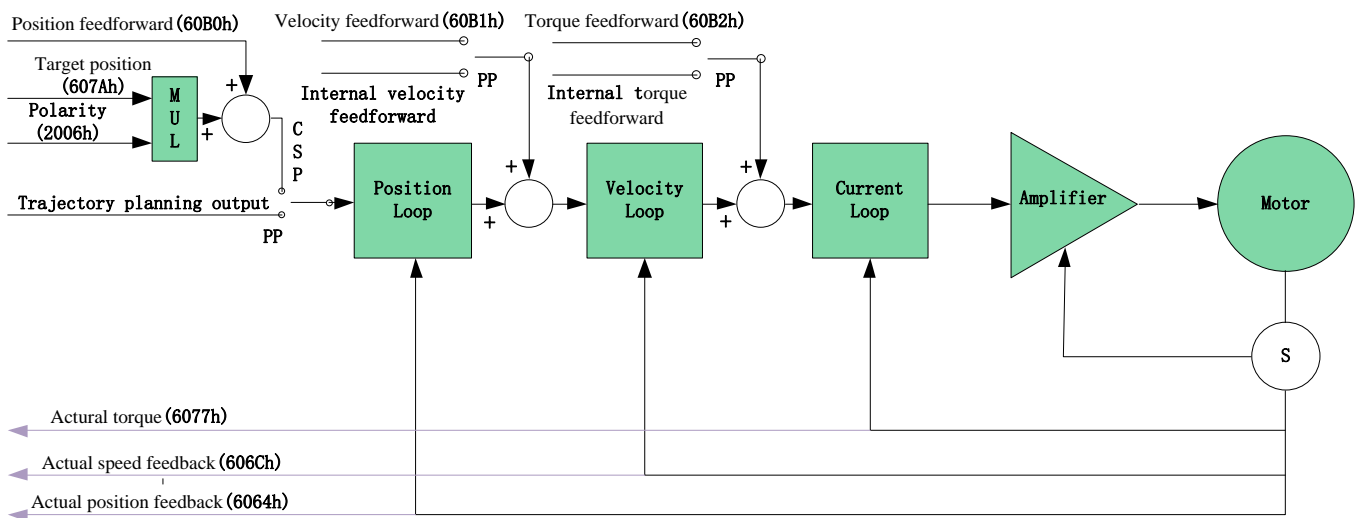 Position feedforward (60B0h)
Velocity feedforward (60B1h)
Torque feedforward (60B2h)
Target position
(607Ah)
Polarity
(2006h)
M
U
L
+
+
C
S
P
PP
Internal velocity
feedforward
PP
Internal torque
feedforward
PP
Trajectory planning output
Position
Loop
+
+
Velocity
Loop
+
+
Current
Loop
Amplifier
Motor
S
Actural torque (6077h)
Actual speed feedback (606Ch)
Actual position feedback (6064h)